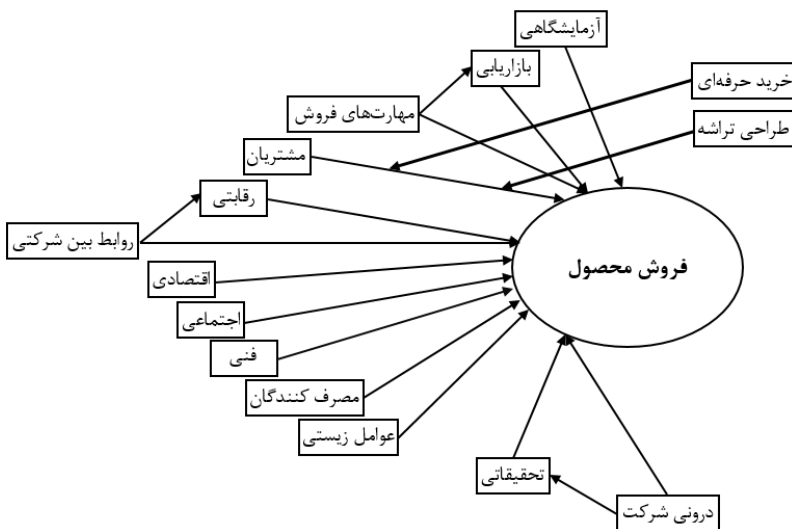 آزمایشگاهی
بازاریابی
خرید حرفه‌ای
مهارت‌های فروش
طراحی تراشه
مشتریان
رقابتی
روابط بین شرکتی
فروش محصول
اقتصادی
اجتماعی
فنی
مصرف کنندگان
عوامل زیستی
تحقیقاتی
درونی شرکت